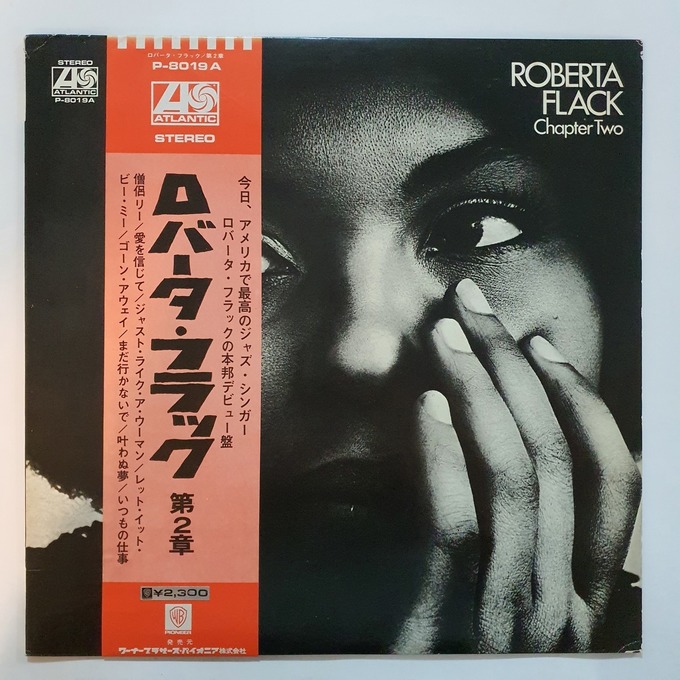 STEREO
ATLANTIC
P-8019A
ロバータ・フラック/第2章
P-8019A
ATLANTIC
STEREO
今日、アメリカで最高のジャズ・シンガー
ロバータ・フラックの本邦デビュー盤
ロバータ・フラック
第2章
僧侶リー/愛を信じて/ジャスト・ライク・ア・ウーマン/レット・イット・
ビー・ミー/ゴーン・アウェイ/まだ行かないで/叶わぬ夢/いつもの仕事
¥2,300
WB
PIONEER
発売元
ワーナーブラザーズ・パイオニア株式会社
ROBERTA
FLACK
Chapter Two